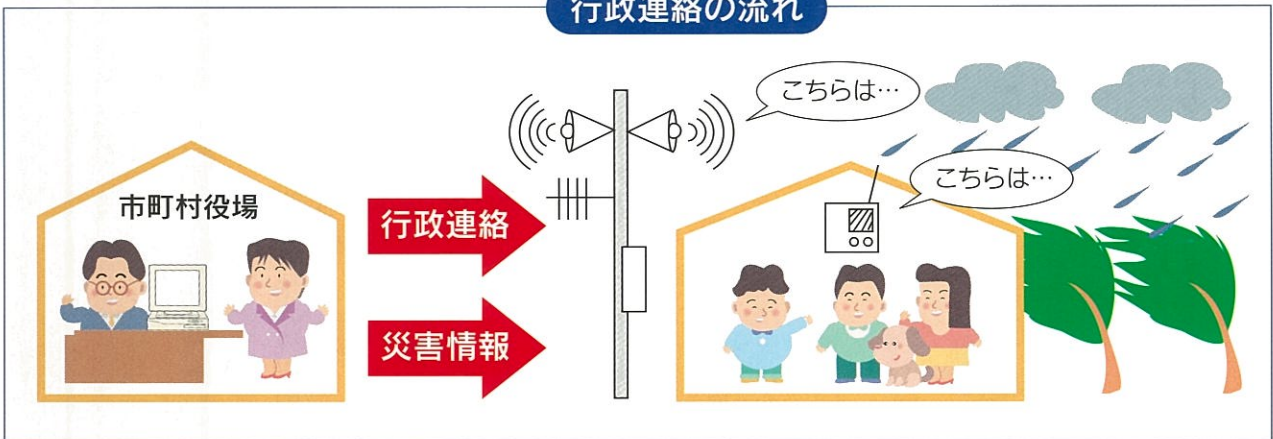 行政連絡の流れ
市町村役場
行政連絡
災害情報
こちらは…
こちらは…